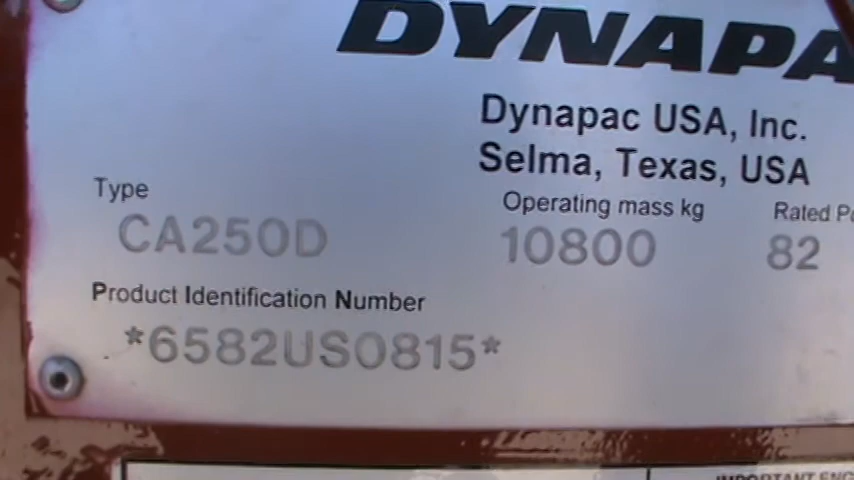 DYNAPA
Dynapac USA, Inc.
Selma, Texas, USA
Type
Operating mass kg
Rated Po
CA250D
10800
82
Product Identification Number
*6582US0815*
IMPORTANT ENG